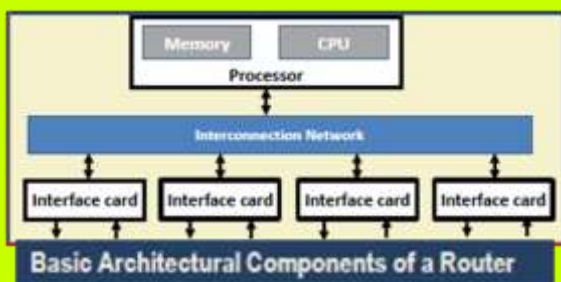 Memory CPU
Processor
Interconnection Network
Interface card Interface card Interface card Interface card
Basic Architectural Components of a Router